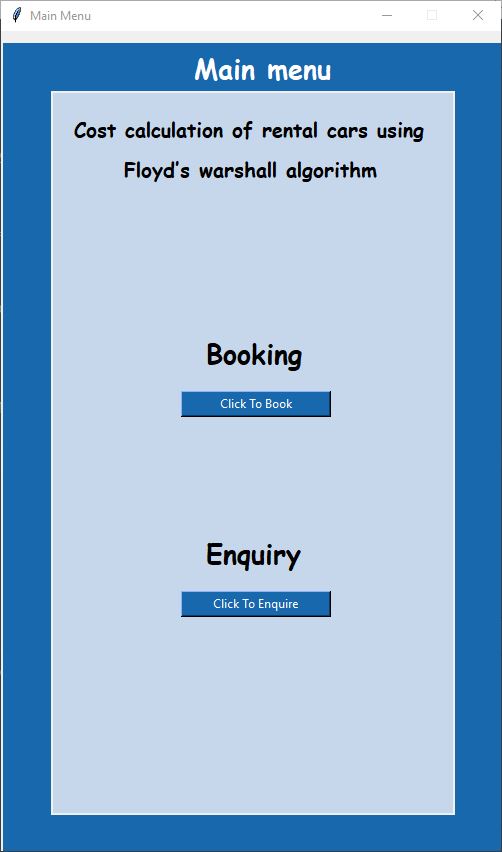 Main Menu
Main menu
Cost calculation of rental cars using
Floyd's warshall algorithm
Booking
Click To Book
Enquiry
Click To Enquire